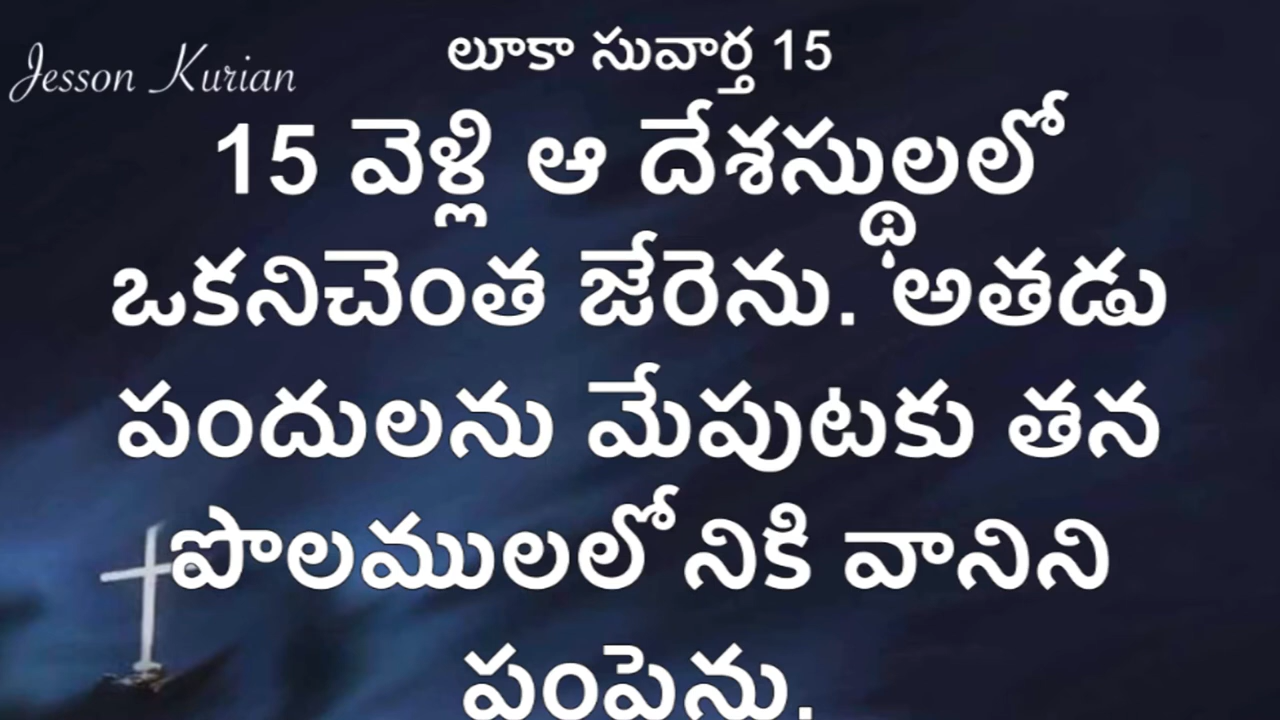 Jesson Kurian
లూకా సువార్త 15
15 వెళ్లి ఆ దేశస్థులలో
ఒకనిచెంత జేరెను. అతడు
పందులను మేపుటకు తన
పొలములలోనికి వానిని
పంపెను.